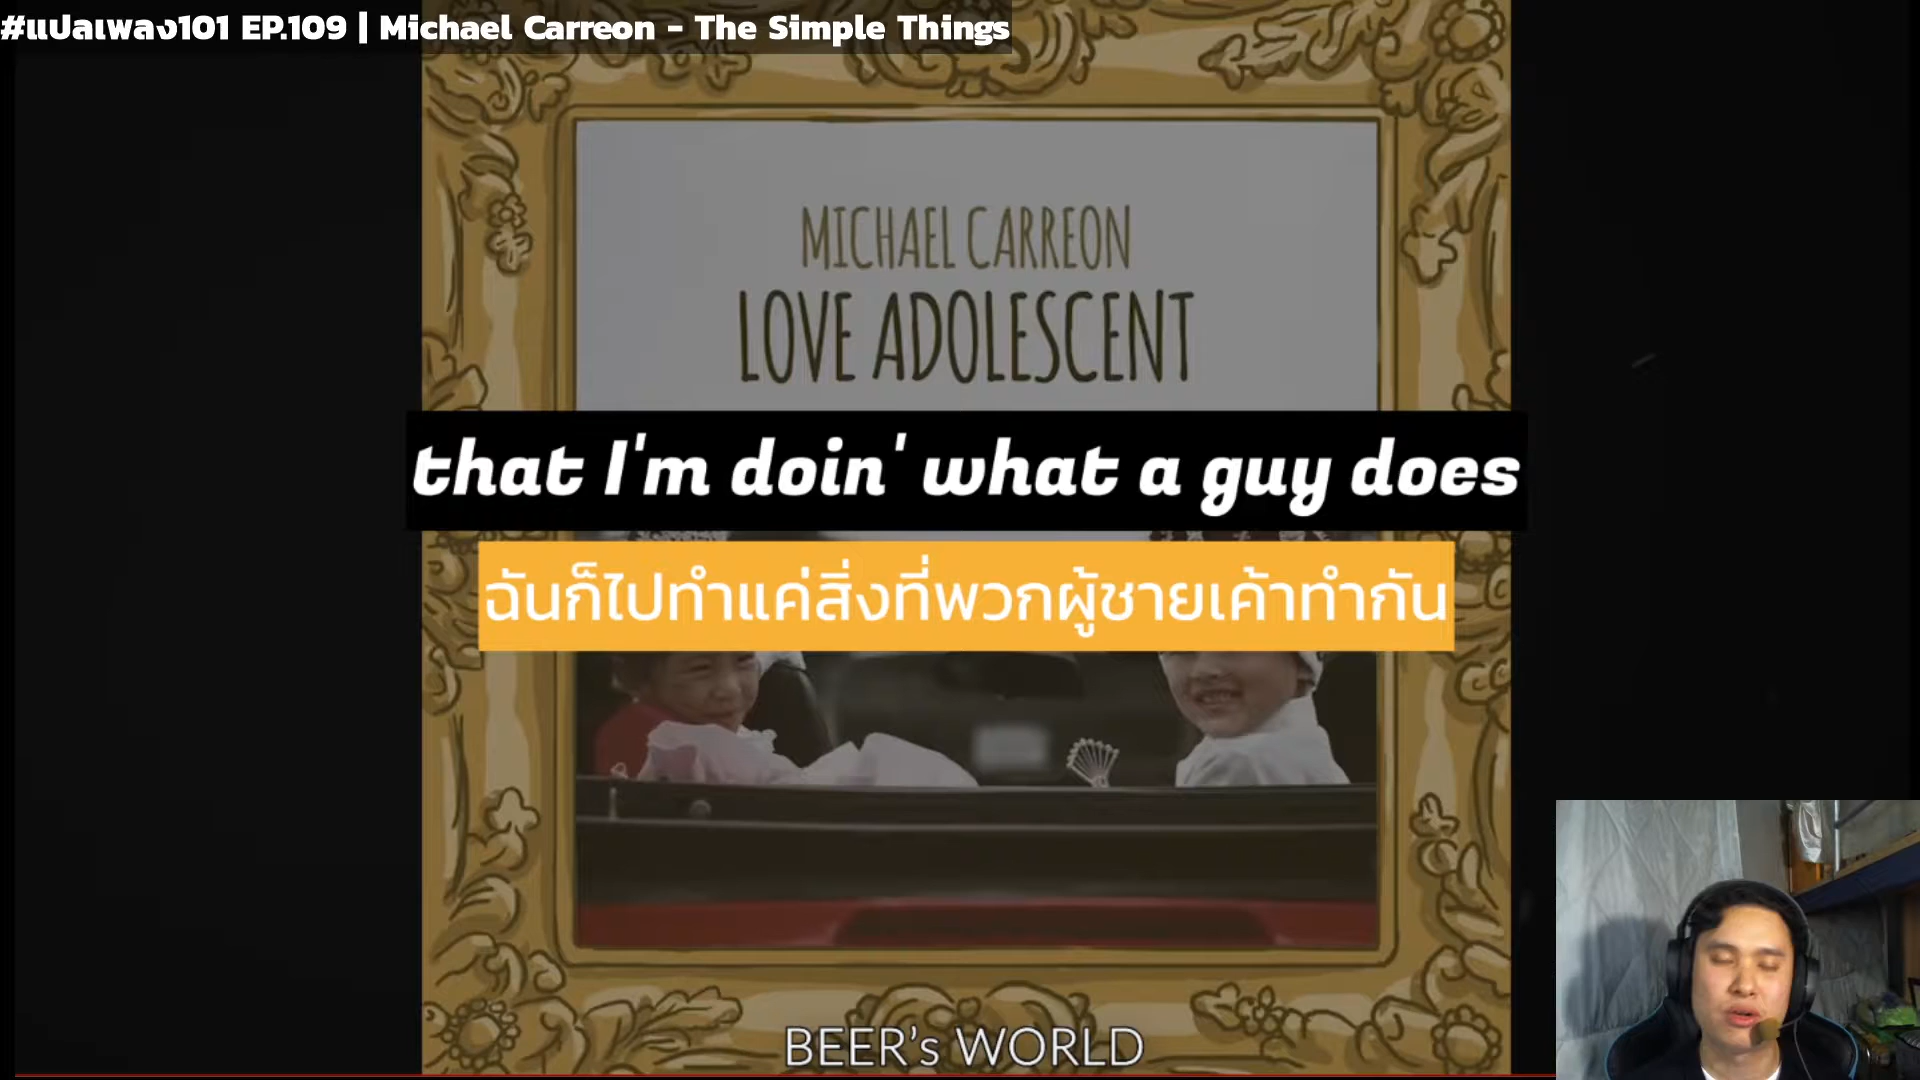 #แปลเพลง101 EP.109 | Michael Carreon - The Simple Things
MICHAEL CARREON
LOVE ADOLESCENT
that I'm doin' what a guy does
ฉันก็ไปทำแค่สิ่งที่พวกผู้ชายเค้าทำกัน
BEER's WORLD